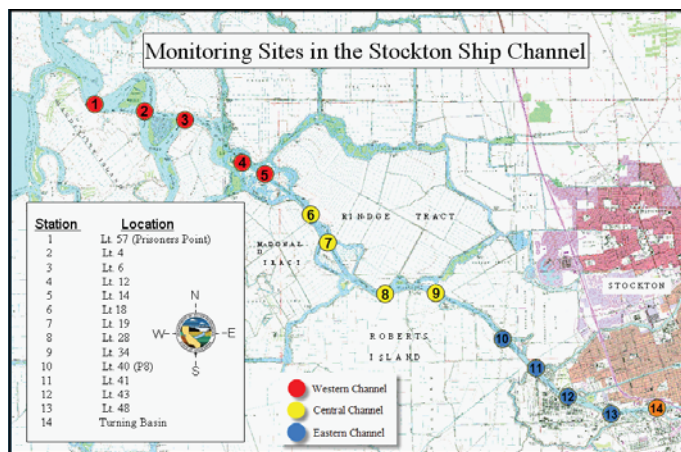 Monitoring Sites in the Stockton Ship Channel
1
2
3
4
5
6
7
8
9
10
11
12
13
14
RINDGE TRACT
TRACT
STOCKTON
ROBERTS
ISLAND
Station Location
1 Lt. 57 (Prisoners Point)
2 Lt. 4
3 Lt. 6
4 Lt. 12
5 Lt. 14
6 Lt 18
7 Lt. 19
8 Lt. 28
9 Lt. 34
10 Lt. 40 (P8)
11 Lt. 41
12 Lt. 43
13 Lt. 48
14 Turning Basin
N
W E
S
Western Channel
Central Channel
Eastern Channel